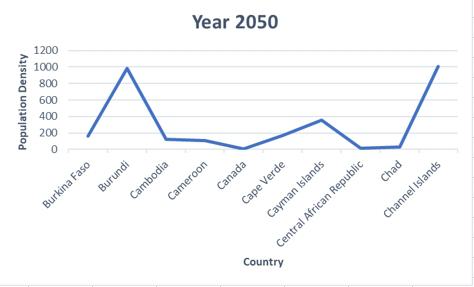 Year 2050
Population Density
1200
1000
800
600
400
200
0
Burkina Faso
Burundi
Cambodia
Cameroon
Canada
Cape Verde
Cayman Islands
Central African Republic
Chad
Channel Islands
Country